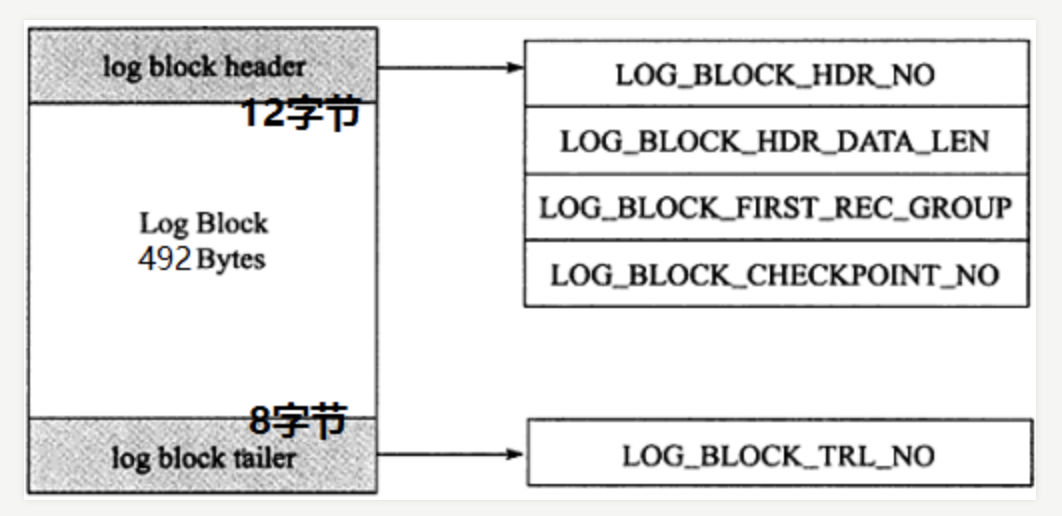 log block header
12字节
Log Block
492 Bytes
8字节
log block tailer
LOG_BLOCK_HDR_NO
LOG_BLOCK_HDR_DATA_LEN
LOG_BLOCK_FIRST_REC_GROUP
LOG_BLOCK_CHECKPOINT_NO
LOG_BLOCK_TRL_NO